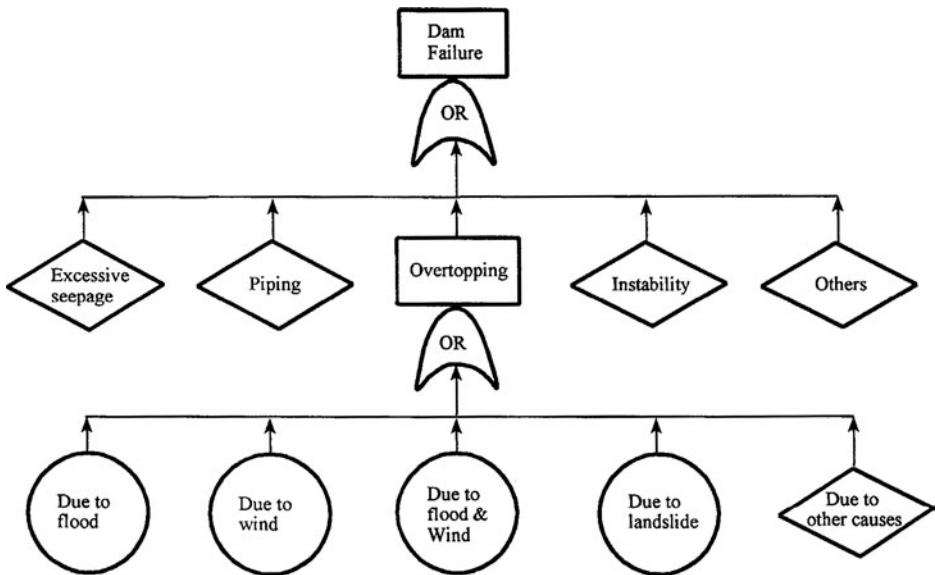 Dam
Failure
OR
Excessive
seepage
Piping
Overtopping
Instability
Others
OR
Due to
flood
Due to
wind
Due to
flood &
Wind
Due to
landslide
Due to
other causes